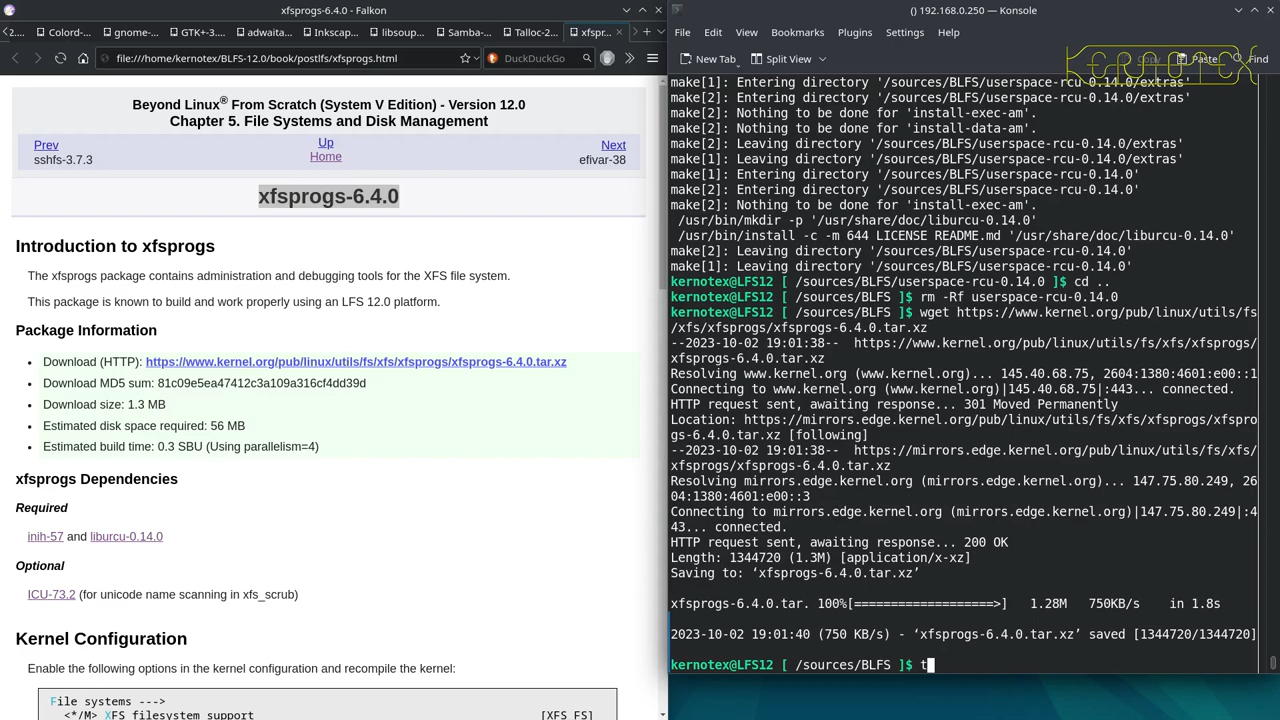 xfsprogs-6.4.0 - Falkon
2....
Colord-...
gnome-...
GTK+-3...
adwaita...
Inkscap...
libsoup...
Samba-...
Talloc-2...
xfspr...
file:///home/kernotex/BLFS-12.0/book/postlfs/xfsprogs.html
DuckDuckGo
Beyond Linux® From Scratch (System V Edition) - Version 12.0
Chapter 5. File Systems and Disk Management
Prev
Up
Next
sshfs-3.7.3
Home
efivar-38
xfsprogs-6.4.0
Introduction to xfsprogs
The xfsprogs package contains administration and debugging tools for the XFS file system.
This package is known to build and work properly using an LFS 12.0 platform.
Package Information
• Download (HTTP): https://www.kernel.org/pub/linux/utils/fs/xfs/xfsprogs/xfsprogs-6.4.0.tar.xz
• Download MD5 sum: 81c09e5ea47412c3a109a316cf4dd39d
• Download size: 1.3 MB
• Estimated disk space required: 56 MB
• Estimated build time: 0.3 SBU (Using parallelism=4)
xfsprogs Dependencies
Required
inih-57 and liburcu-0.14.0
Optional
ICU-73.2 (for unicode name scanning in xfs_scrub)
Kernel Configuration
Enable the following options in the kernel configuration and recompile the kernel:
File systems --->
<*/M> XFS filesystem support [XFS_FS]
() 192.168.0.250 — Konsole
File Edit View Bookmarks Plugins Settings Help
New Tab Split View Copy Paste Find
KERNOTEX
make[1]: Entering directory '/sources/BLFS/userspace-rcu-0.14.0/extras'
make[2]: Entering directory '/sources/BLFS/userspace-rcu-0.14.0/extras'
make[2]: Nothing to be done for 'install-exec-am'.
make[2]: Nothing to be done for 'install-data-am'.
make[2]: Leaving directory '/sources/BLFS/userspace-rcu-0.14.0/extras'
make[1]: Leaving directory '/sources/BLFS/userspace-rcu-0.14.0/extras'
make[1]: Entering directory '/sources/BLFS/userspace-rcu-0.14.0'
make[2]: Entering directory '/sources/BLFS/userspace-rcu-0.14.0'
make[2]: Nothing to be done for 'install-exec-am'.
/usr/bin/mkdir -p '/usr/share/doc/liburcu-0.14.0'
/usr/bin/install -c -m 644 LICENSE README.md '/usr/share/doc/liburcu-0.14.0'
make[2]: Leaving directory '/sources/BLFS/userspace-rcu-0.14.0'
make[1]: Leaving directory '/sources/BLFS/userspace-rcu-0.14.0'
kernotex@LFS12 [ /sources/BLFS/userspace-rcu-0.14.0 ]$ cd ..
kernotex@LFS12 [ /sources/BLFS ]$ rm -Rf userspace-rcu-0.14.0
kernotex@LFS12 [ /sources/BLFS ]$ wget https://www.kernel.org/pub/linux/utils/fs
/xfs/xfsprogs/xfsprogs-6.4.0.tar.xz
--2023-10-02 19:01:38-- https://www.kernel.org/pub/linux/utils/fs/xfs/xfsprogs/
xfsprogs-6.4.0.tar.xz
Resolving www.kernel.org (www.kernel.org)... 145.40.68.75, 2604:1380:4601:e00::1
Connecting to www.kernel.org (www.kernel.org)|145.40.68.75|:443... connected.
HTTP request sent, awaiting response... 301 Moved Permanently
Location: https://mirrors.edge.kernel.org/pub/linux/utils/fs/xfs/xfsprogs/xfspro
gs-6.4.0.tar.xz [following]
--2023-10-02 19:01:38-- https://mirrors.edge.kernel.org/pub/linux/utils/fs/xfs/
xfsprogs/xfsprogs-6.4.0.tar.xz
Resolving mirrors.edge.kernel.org (mirrors.edge.kernel.org)... 147.75.80.249, 26
04:1380:4601:e00::3
Connecting to mirrors.edge.kernel.org (mirrors.edge.kernel.org)|147.75.80.249|:4
43... connected.
HTTP request sent, awaiting response... 200 OK
Length: 1344720 (1.3M) [application/x-xz]
Saving to: ‘xfsprogs-6.4.0.tar.xz’
xfsprogs-6.4.0.tar. 100%[===================>] 1.28M 750KB/s in 1.8s
2023-10-02 19:01:40 (750 KB/s) - ‘xfsprogs-6.4.0.tar.xz’ saved [1344720/1344720]
kernotex@LFS12 [ /sources/BLFS ]$ t